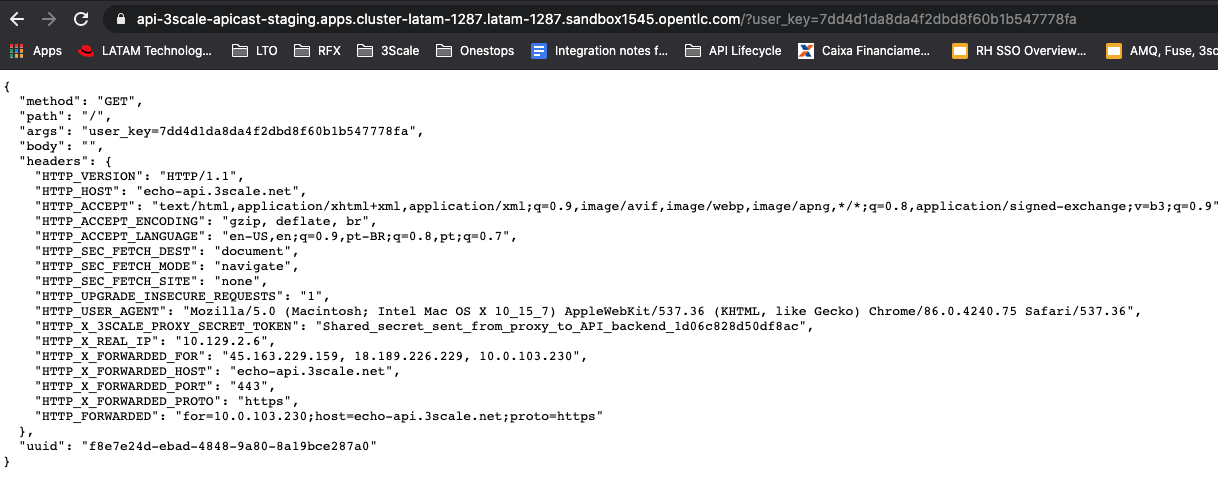 api-3scale-apicast-staging.apps.cluster-latam-1287.latam-1287.sandbox1545.opentlc.com/?user_key=7dd4d1da8da4f2dbd8f60b1b547778fa
Apps LATAM Technolog... LTO RFX 3Scale Onestops Integration notes f... API Lifecycle Caixa Financiame... RH SSO Overview... AMQ, Fuse, 3sc
{
  "method": "GET",
  "path": "/",
  "args": "user_key=7dd4d1da8da4f2dbd8f60b1b547778fa",
  "body": "",
  "headers": {
    "HTTP_VERSION": "HTTP/1.1",
    "HTTP_HOST": "echo-api.3scale.net",
    "HTTP_ACCEPT": "text/html,application/xhtml+xml,application/xml;q=0.9,image/avif,image/webp,image/apng,*/*;q=0.8,application/signed-exchange;v=b3;q=0.9"
    "HTTP_ACCEPT_ENCODING": "gzip, deflate, br",
    "HTTP_ACCEPT_LANGUAGE": "en-US,en;q=0.9,pt-BR;q=0.8,pt;q=0.7",
    "HTTP_SEC_FETCH_DEST": "document",
    "HTTP_SEC_FETCH_MODE": "navigate",
    "HTTP_SEC_FETCH_SITE": "none",
    "HTTP_UPGRADE_INSECURE_REQUESTS": "1",
    "HTTP_USER_AGENT": "Mozilla/5.0 (Macintosh; Intel Mac OS X 10_15_7) AppleWebKit/537.36 (KHTML, like Gecko) Chrome/86.0.4240.75 Safari/537.36",
    "HTTP_X_3SCALE_PROXY_SECRET_TOKEN": "Shared_secret_sent_from_proxy_to_API_backend_1d06c828d50df8ac",
    "HTTP_X_REAL_IP": "10.129.2.6",
    "HTTP_X_FORWARDED_FOR": "45.163.229.159, 18.189.226.229, 10.0.103.230",
    "HTTP_X_FORWARDED_HOST": "echo-api.3scale.net",
    "HTTP_X_FORWARDED_PORT": "443",
    "HTTP_X_FORWARDED_PROTO": "https",
    "HTTP_FORWARDED": "for=10.0.103.230;host=echo-api.3scale.net;proto=https"
  },
  "uuid": "f8e7e24d-ebad-4848-9a80-8a19bce287a0"
}